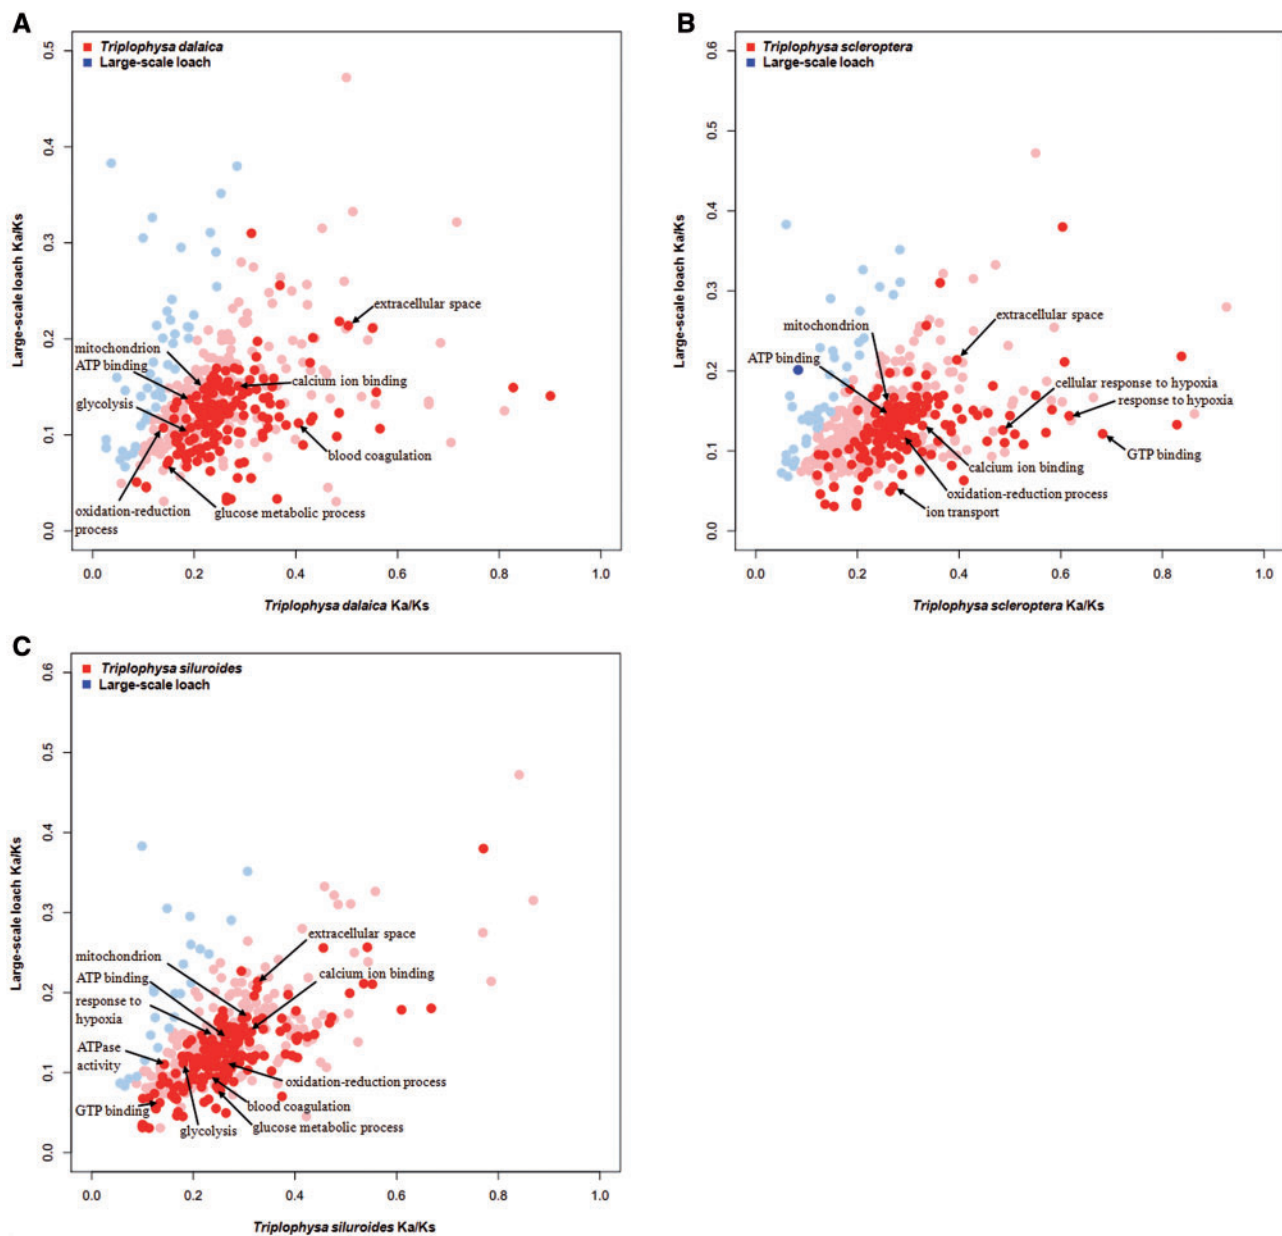 A
Triplophysa dalaica
Large-scale loach
0.5
0.4
0.3
0.2
0.1
0.0
Large-scale loach Ka/Ks
extracellular space
mitochondrion
ATP binding
calcium ion binding
glycolysis
blood coagulation
oxidation-reduction
process
glucose metabolic process
0.0 0.2 0.4 0.6 0.8 1.0
Triplophysa dalaica Ka/Ks
B
Triplophysa scleroptera
Large-scale loach
0.6
0.5
0.4
0.3
0.2
0.1
0.0
Large-scale loach Ka/Ks
extracellular space
mitochondrion
ATP binding
cellular response to hypoxia
response to hypoxia
GTP binding
calcium ion binding
oxidation-reduction process
ion transport
0.0 0.2 0.4 0.6 0.8 1.0
Triplophysa scleroptera Ka/Ks
C
Triplophysa siluroides
Large-scale loach
0.6
0.5
0.4
0.3
0.2
0.1
0.0
Large-scale loach Ka/Ks
extracellular space
mitochondrion
calcium ion binding
ATP binding
response to
hypoxia
ATPase
activity
oxidation-reduction process
GTP binding
blood coagulation
glycolysis
glucose metabolic process
0.0 0.2 0.4 0.6 0.8 1.0
Triplophysa siluroides Ka/Ks